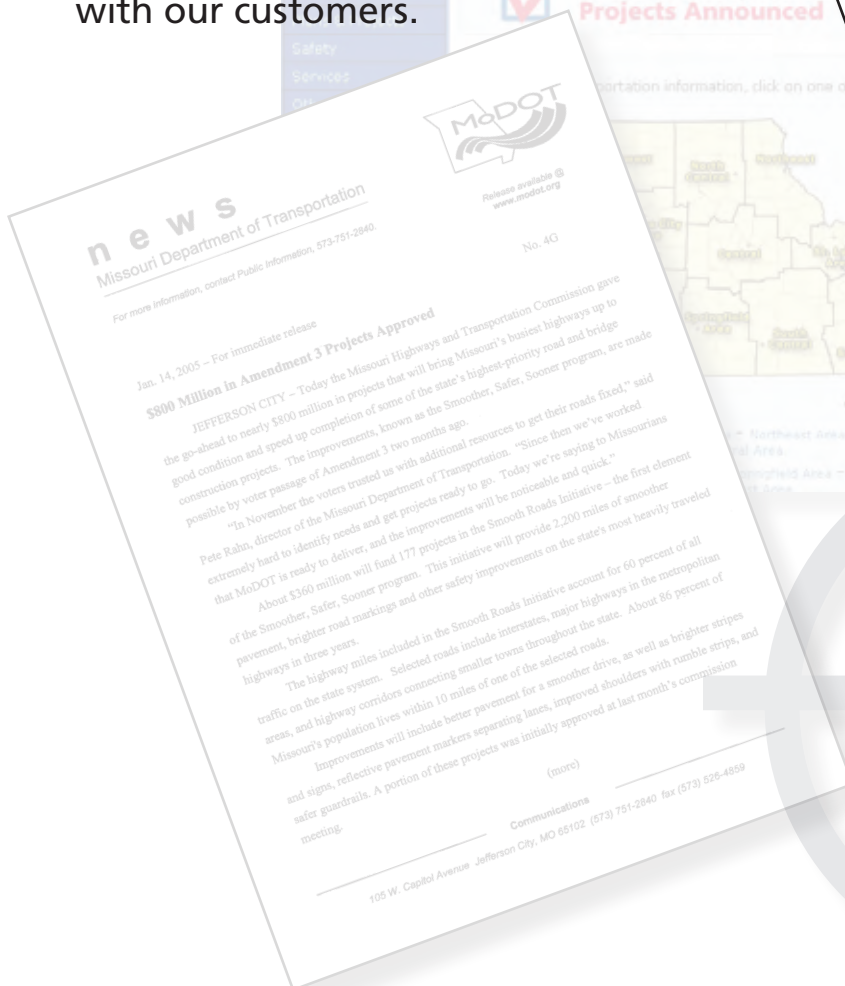 with our customers.
Projects Announced
Safety
Services
ortation information, click on one o
North
Central
Northeast
Central
Springfield
Area
South
Central
Northeast Area
ral Area.
MoDOT
Release available @
www.modot.org
news
Missouri Department of Transportation
For more information, contact Public Information, 573-751-2840.
No. 4G
Jan. 14, 2005 – For immediate release
$800 Million in Amendment 3 Projects Approved
JEFFERSON CITY – Today the Missouri Highways and Transportation Commission gave
the go-ahead to nearly $800 million in projects that will bring Missouri's busiest highways up to
good condition and speed up completion of some of the state's highest-priority road and bridge
construction projects. The improvements, known as the Smoother, Safer, Sooner program, are made
possible by voter passage of Amendment 3 two months ago.
"In November the voters trusted us with additional resources to get their roads fixed," said
Pete Rahn, director of the Missouri Department of Transportation. "Since then we've worked
extremely hard to identify needs and get projects ready to go. Today we're saying to Missourians
that MoDOT is ready to deliver, and the improvements will be noticeable and quick."
About $360 million will fund 177 projects in the Smooth Roads Initiative – the first element
of the Smoother, Safer, Sooner program. This initiative will provide 2,200 miles of smoother
pavement, brighter road markings and other safety improvements on the state's most heavily traveled
highways in three years.
The highway miles included in the Smooth Roads Initiative account for 60 percent of all
traffic on the state system. Selected roads include interstates, major highways in the metropolitan
areas, and highway corridors connecting smaller towns throughout the state. About 86 percent of
Missouri's population lives within 10 miles of one of the selected roads.
Improvements will include better pavement for a smoother drive, as well as brighter stripes
and signs, reflective pavement markers separating lanes, improved shoulders with rumble strips, and
safer guardrails. A portion of these projects was initially approved at last month's commission
meeting.
(more)
Communications
105 W. Capitol Avenue Jefferson City, MO 65102 (573) 751-2840 fax (573) 526-4859